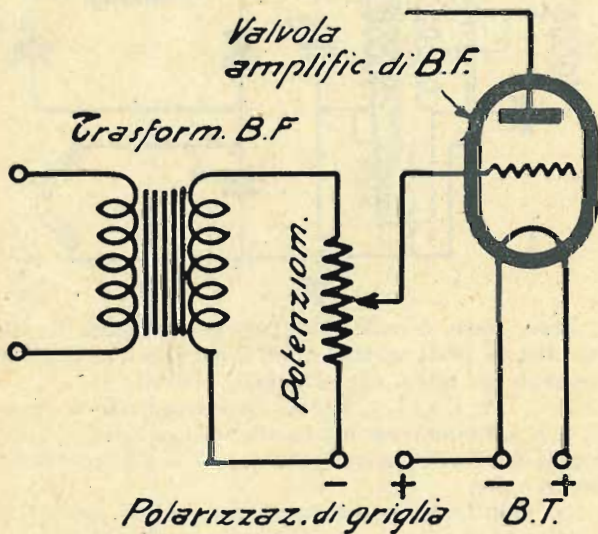 Valvola
amplific. di B.F.
Trasform. B.F
Potenziom.
- + - +
Polarizzaz. di griglia B.T.